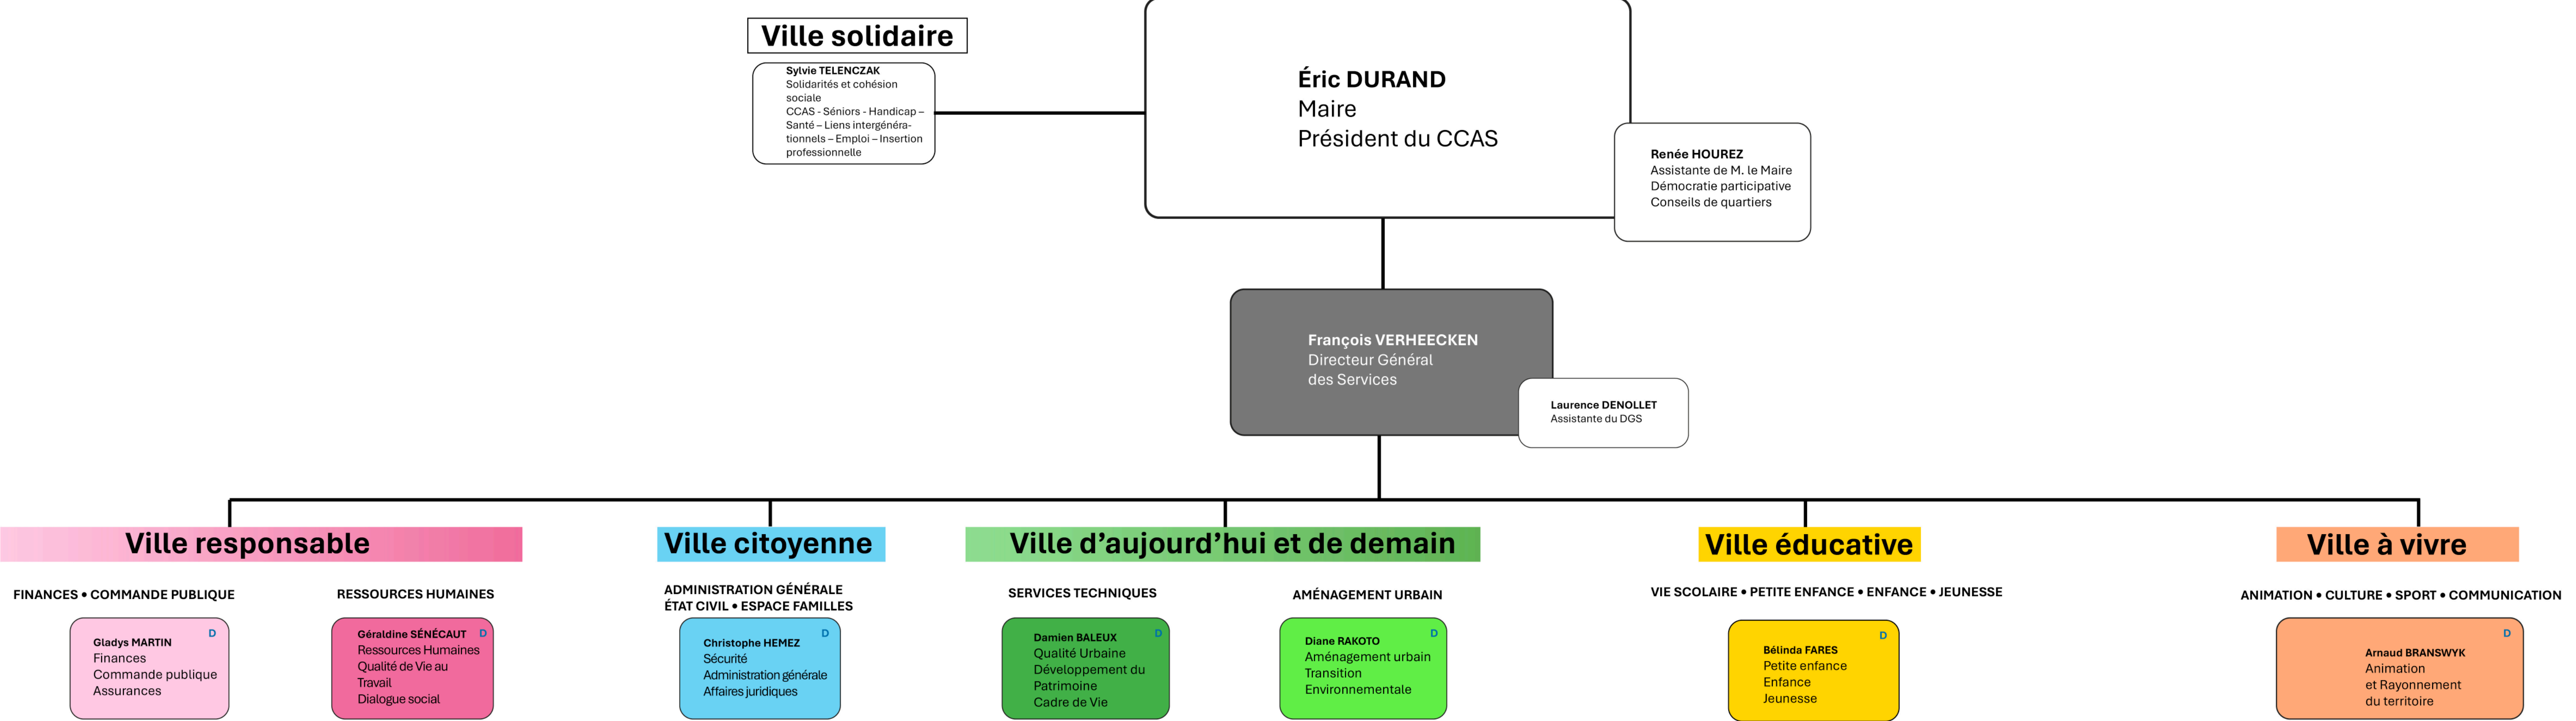 Ville solidaire
Sylvie TELENCZAK
Solidarités et cohésion
sociale
CCAS - Séniors - Handicap –
Santé – Liens intergénéra-
tionnels – Emploi – Insertion
professionnelle
Éric DURAND
Maire
Président du CCAS
Renée HOUREZ
Assistante de M. le Maire
Démocratie participative
Conseils de quartiers
François VERHEECKEN
Directeur Général
des Services
Laurence DENOLLET
Assistante du DGS
Ville responsable
FINANCES • COMMANDE PUBLIQUE
D
Gladys MARTIN
Finances
Commande publique
Assurances
RESSOURCES HUMAINES
Géraldine SÉNÉCAUT D
Ressources Humaines
Qualité de Vie au
Travail
Dialogue social
Ville citoyenne
ADMINISTRATION GÉNÉRALE
ÉTAT CIVIL • ESPACE FAMILLES
D
Christophe HEMEZ
Sécurité
Administration générale
Affaires juridiques
Ville d’aujourd’hui et de demain
SERVICES TECHNIQUES
Damien BALEUX D
Qualité Urbaine
Développement du
Patrimoine
Cadre de Vie
AMÉNAGEMENT URBAIN
D
Diane RAKOTO
Aménagement urbain
Transition
Environnementale
Ville éducative
VIE SCOLAIRE • PETITE ENFANCE • ENFANCE • JEUNESSE
D
Bélinda FARES
Petite enfance
Enfance
Jeunesse
Ville à vivre
ANIMATION • CULTURE • SPORT • COMMUNICATION
D
Arnaud BRANSWYK
Animation
et Rayonnement
du territoire